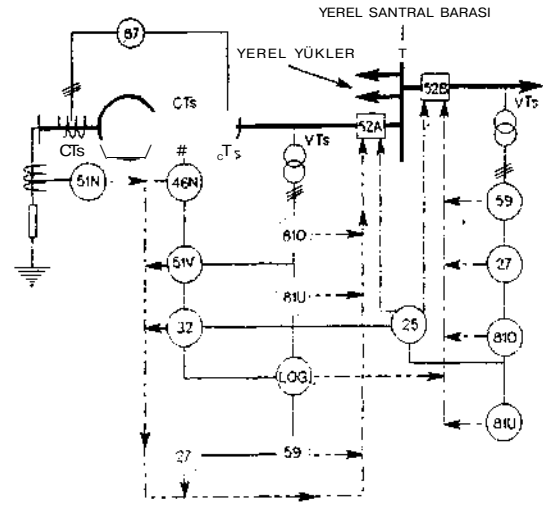 YEREL SANTRAL BARASI
87
YEREL YÜKLER
T
52B
CTs
VTs
CTs
#
cTs
VTs
52A
51N
46N
59
81O
51V
27
81U
32
25
81O
LOG
81U
27
59